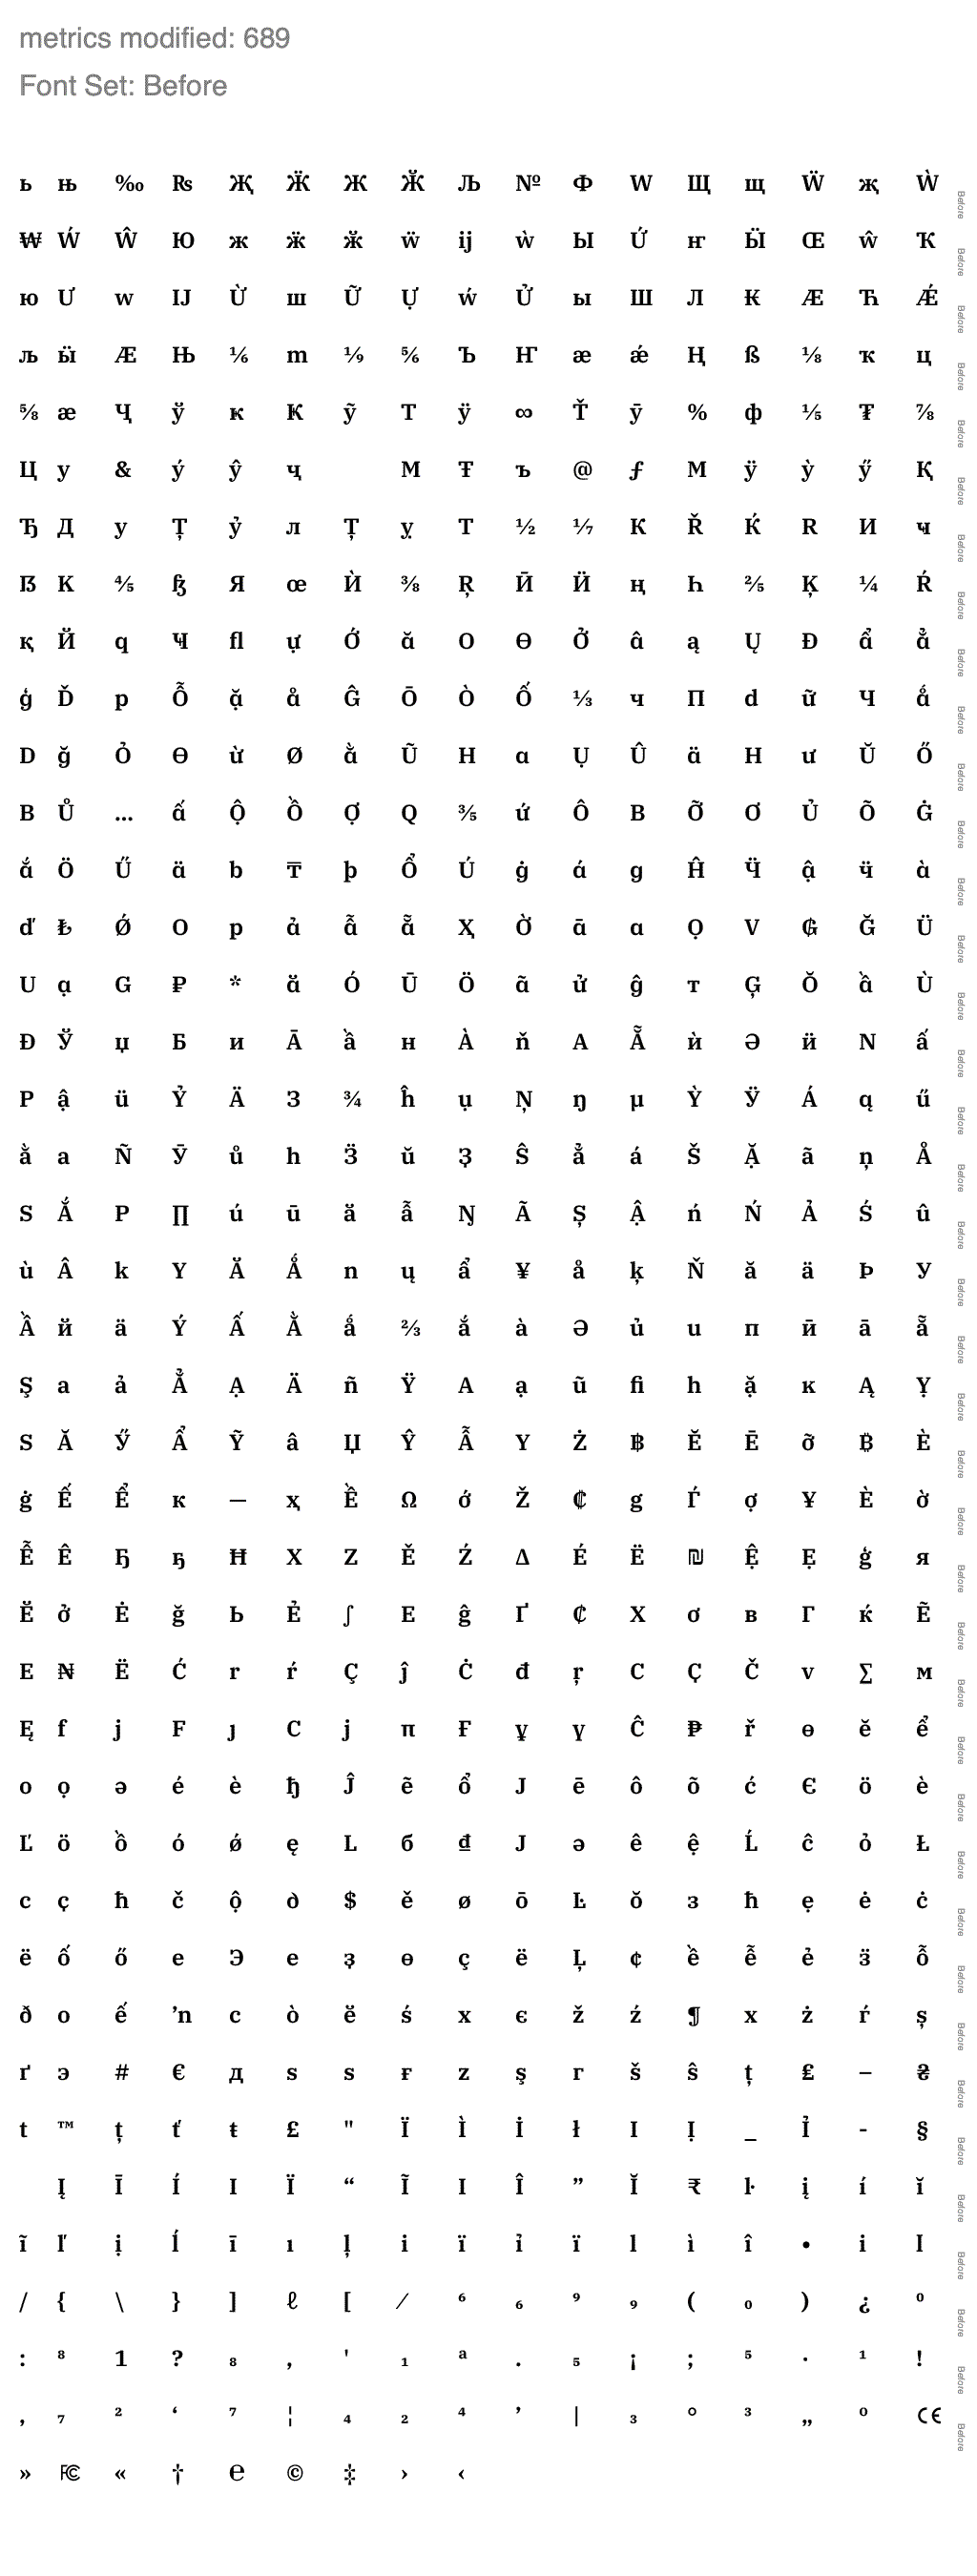 metrics modified: 689
Font Set: Before
ь њ ‰ ₨ Җ Ӝ Ж Ӂ Љ № Ф W Щ щ Ẅ җ Ẁ Before
₩ Ẃ Ŵ Ю ж ӝ ӂ ẅ ij ẁ Ы Ứ ҥ Ӹ Œ ŵ Ҡ Before
ю Ư w IJ Ừ ш Ữ Ự ẃ Ử ы Ш Л ₭ Æ Ћ Ǽ Before
љ ӹ Ӕ Њ ⅙ m ⅑ ⅚ Ъ Ҥ æ ǽ Ң ß ⅛ ҡ ц Before
⅝ ӕ Ҷ ў ĸ K ỹ T ÿ ∞ Ť ӯ % ф ⅕ ₮ ⅞ Before
Ц y & ý ŷ ҷ M Ŧ ъ @ ƒ М ӱ ỳ ӳ Қ Before
Ђ Д у Ț ỷ л Ţ ỵ Т ½ ⅐ К Ř Ḱ R И ҹ Before
ẞ K ⅘ ꜧ Я œ Ѝ ⅜ Ŗ Ӣ Ӥ ң Һ ⅖ Ķ ¼ Ŕ Before
қ Й q Ҹ ﬂ ự Ớ ă O Ɵ Ở â ą Ų Đ ẩ ẳ Before
ģ Ď p Ỗ ặ å Ĝ Ō Ò Ố ⅓ ч П d ữ Ч ǻ Before
D ğ Ỏ Ө ừ Ø ằ Ũ H ɑ Ụ Û ä Н ư Ŭ Ő Before
B Ů … ấ Ộ Ồ Ợ Q ⅗ ứ Ô В Ỡ Ơ Ủ Õ Ġ Before
ắ Ö Ű ä b ₸ þ Ổ Ú ġ á ɡ Ĥ Ӵ ậ ӵ à Before
ď ₺ Ǿ О р ả ẫ ẵ Ҳ Ờ ā ɑ Ọ V ₲ Ğ Ü Before
U ạ G ₽ * ӓ Ó Ū Ӧ ã ử ĝ т Ģ Ŏ ầ Ù Before
Đ Ў џ Б и Ā ầ н À ň А Ẵ ѝ Ә ӥ N ấ Before
P ậ ü Ỷ Ä З ¾ ĥ ụ Ņ ŋ µ Ỳ Ӱ Á ą ű Before
ằ а Ñ Ӯ ů h Ӟ ŭ Ҙ Ŝ ẳ á Š Ặ ã ņ Å Before
S Ắ Р ∏ ú ū ä ẫ Ŋ Ã Ș Ậ ń Ń Ả Ś û Before
ù Â k Y Ӑ Ǻ n ų ẩ ¥ å ķ Ň ă ä Þ У Before
Ầ й ä Ý Ấ Ằ ǻ ⅔ ắ à Ə ủ u п ӣ ā ẵ Before
Ş a ả Ẳ Ạ Ä ñ Ÿ A ạ ũ ﬁ һ ặ к Ą Ỵ Before
Ѕ Ă Ӳ Ẩ Ỹ â Џ Ŷ Ẫ Y Ż ฿ Ĕ Ē ỡ ₿ È Before
ġ Ế Ể к — ҳ Ề Ω ớ Ž ₵ g Ѓ ợ ¥ Ѐ ờ Before
Ễ Ê Ҕ ҕ Ħ Х Z Ě Ź ∆ É Ë ₪ Ệ Ẹ ģ я Before
Ӗ ở Ė ğ Ь Ẻ ∫ Е ĝ Ґ ₵ X ơ в Г ќ Ẽ Before
E ₦ Ë Ć r ŕ Ç ĵ Ċ đ ŗ С Ҫ Č v ∑ м Before
Ę f j F ȷ C ј π Ғ ұ ү Ĉ ₱ ř ө ĕ ể Before
o ọ ə é è ђ Ĵ ẽ ổ J ē ô õ ć Є ö è Before
Ľ ӧ ồ ó ǿ ę L б ₫ Ј ə ê ệ Ĺ ĉ ỏ Ł Before
c ҫ ħ č ộ ծ $ ě ø ō Ŀ ŏ з ћ ẹ ė ċ Before
ë ố ő е Э e ҙ ɵ ç ё Ļ ¢ ề ễ ẻ ӟ ỗ Before
ð о ế ŉ с ò ӗ ś x є ž ź ¶ х ż ѓ ș Before
ґ э # € д s ѕ ғ z ş г š ŝ ț £ – ₴ Before
t ™ ţ ť ŧ £ " Ï Ì İ ł I Ị _ Ỉ - § Before
Į Ī Í І Ї “ Ĩ I Î ” Ĭ ₹ ŀ į í ĭ Before
ĩ ľ ị ĺ ī ı ļ i ï ỉ ї l ì î • і Ӏ Before
/ { \ } ] ℓ [ ⁄ ⁶ ₆ ⁹ ₉ ( ₀ ) ¿ ⁰ Before
: ⁸ 1 ? ₈ , ' ₁ ª . ₅ ¡ ; ⁵ · ¹ ! Before
‚ ₇ ² ‘ ⁷ ¦ ₄ ₂ ⁴ ’ | ₃ ° ³ „ º CE Before
» FC « † ℮ © ‡ › ‹